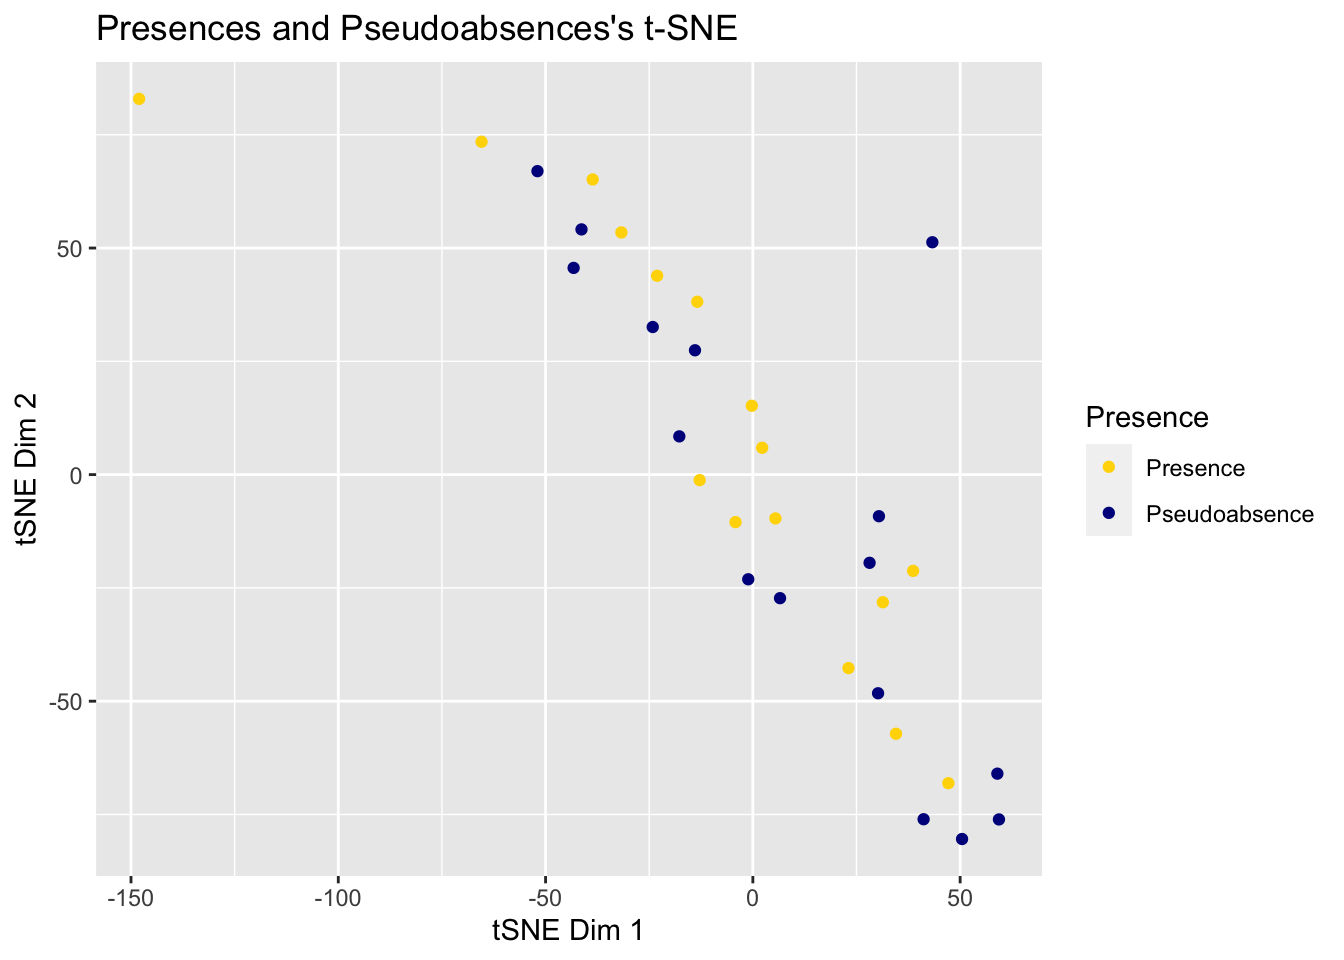 Presences and Pseudoabsences's t-SNE
50
0
-50
tSNE Dim 2
-150
-100
-50
0
50
tSNE Dim 1
Presence
Presence
Pseudoabsence